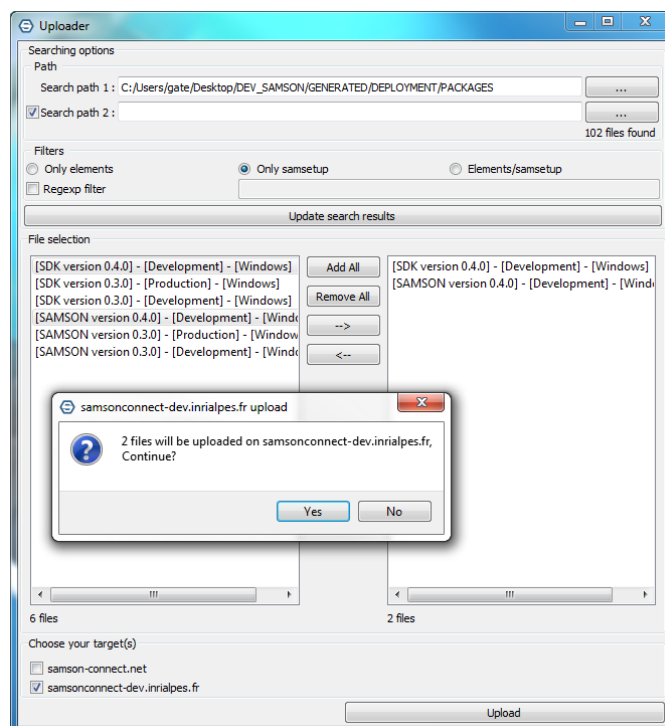 Uploader
Searching options
Path
Search path 1 : C:/Users/gate/Desktop/DEV_SAMSON/GENERATED/DEPLOYMENT/PACKAGES ...
Search path 2 : ...
102 files found
Filters
Only elements Only samsetup Elements/samsetup
Regexp filter
Update search results
File selection
[SDK version 0.4.0] - [Development] - [Windows]
[SDK version 0.3.0] - [Production] - [Windows]
[SDK version 0.3.0] - [Development] - [Windows]
[SAMSON version 0.4.0] - [Development] - [Windo
[SAMSON version 0.3.0] - [Production] - [Window
[SAMSON version 0.3.0] - [Development] - [Windo
Add All
Remove All
-->
<--
[SDK version 0.4.0] - [Development] - [Windows]
[SAMSON version 0.4.0] - [Development] - [Windo
samsonconnect-dev.inrialpes.fr upload
2 files will be uploaded on samsonconnect-dev.inrialpes.fr,
Continue?
Yes No
6 files
2 files
Choose your target(s)
samson-connect.net
samsonconnect-dev.inrialpes.fr
Upload